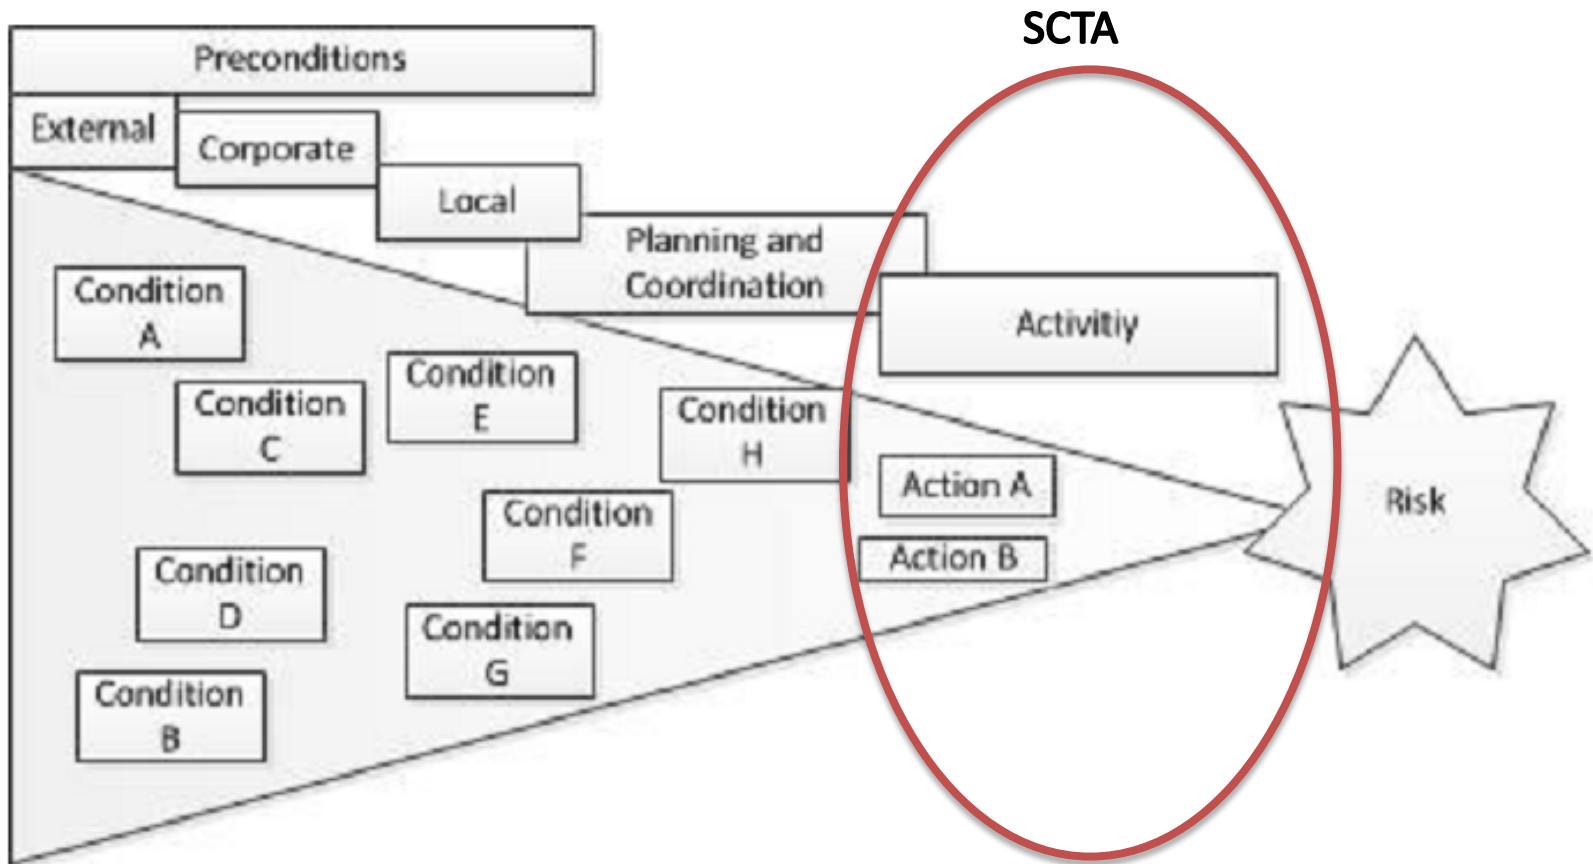 SCTA
Preconditions
External
Corporate
Local
Planning and
Coordination
Activitiy
Condition
A
Condition
C
Condition
E
Condition
H
Action A
Risk
Condition
F
Action B
Condition
D
Condition
G
Condition
B